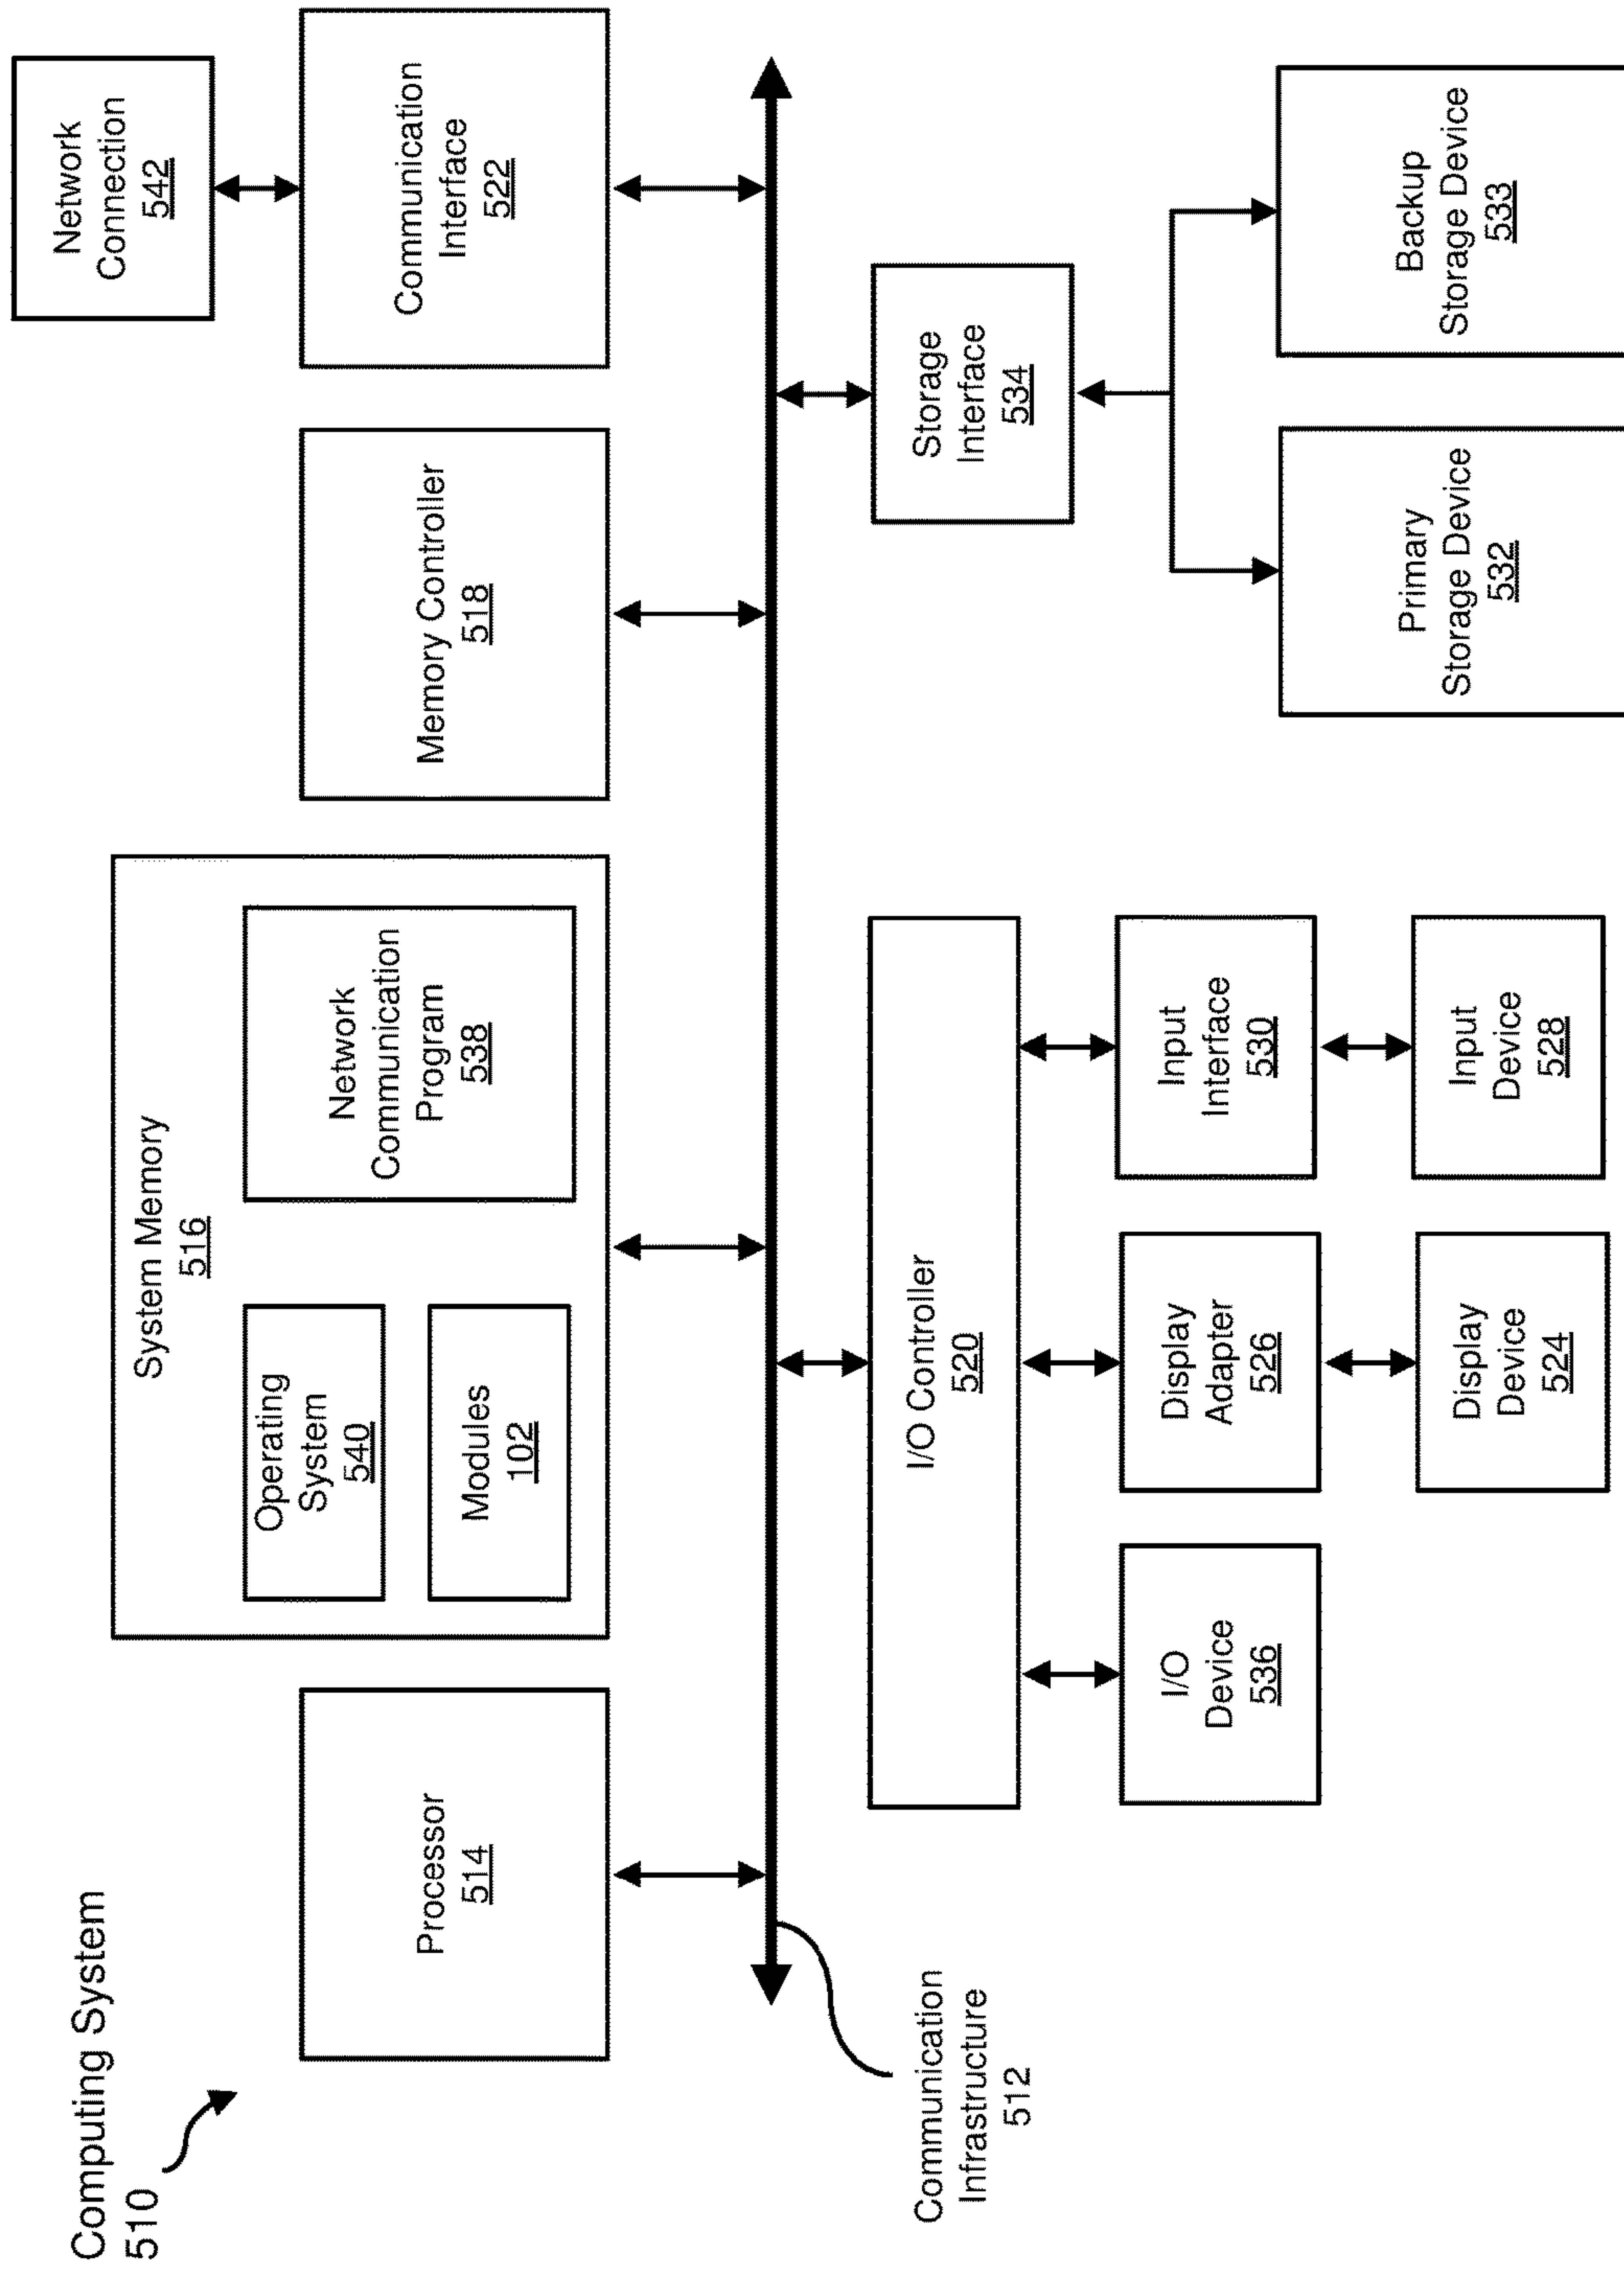 Computing System
510
Processor
514
System Memory
516
Operating
System
540
Modules
102
Network
Communication
Program
538
Memory Controller
518
Communication
Interface
522
Network
Connection
542
Communication
Infrastructure
512
I/O Controller
520
I/O
Device
536
Display
Adapter
526
Display
Device
524
Input
Interface
530
Input
Device
528
Storage
Interface
534
Primary
Storage Device
532
Backup
Storage Device
533